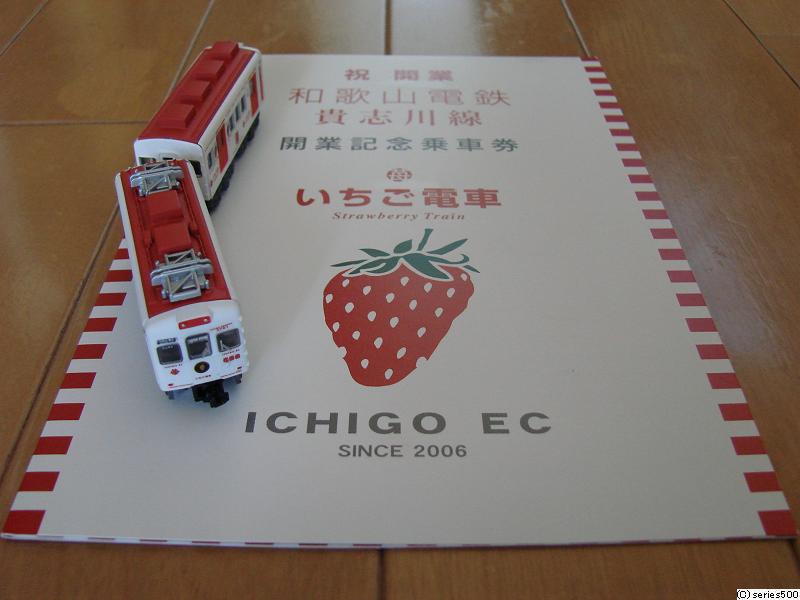 祝 開業
和歌山電鉄
貴志川線
開業記念乗車券
いちご電車
Strawberry Train
ICHIGO EC
SINCE 2006
(C) series500